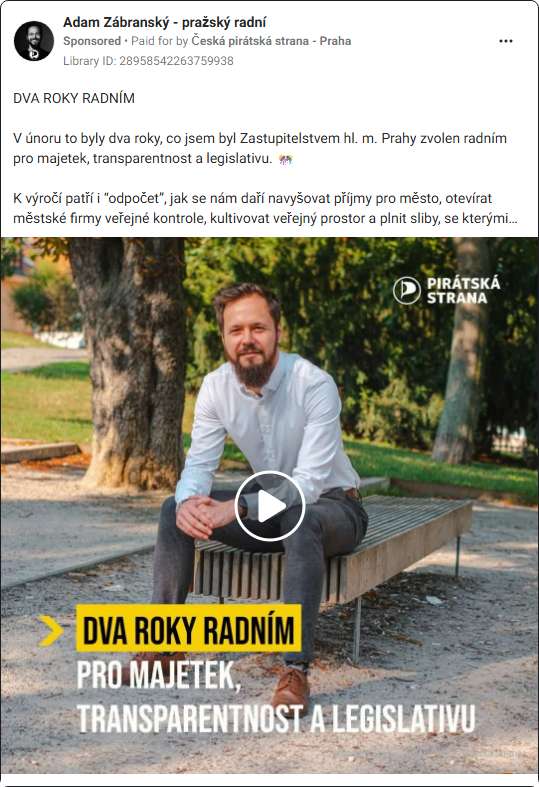 Adam Zábranský - pražský radní
Sponsored • Paid for by Česká pirátská strana - Praha
Library ID: 28958542263759938
DVA ROKY RADNÍM
V únoru to byly dva roky, co jsem byl Zastupitelstvem hl. m. Prahy zvolen radním
pro majetek, transparentnost a legislativu. 🎊
K výročí patří i “odpočet”, jak se nám daří navyšovat příjmy pro město, otevírat
městské firmy veřejné kontrole, kultivovat veřejný prostor a plnit sliby, se kterými...
PIRÁTSKÁ
STRANA
DVA ROKY RADNÍM
PRO MAJETEK,
TRANSPARENTNOST A LEGISLATIVU